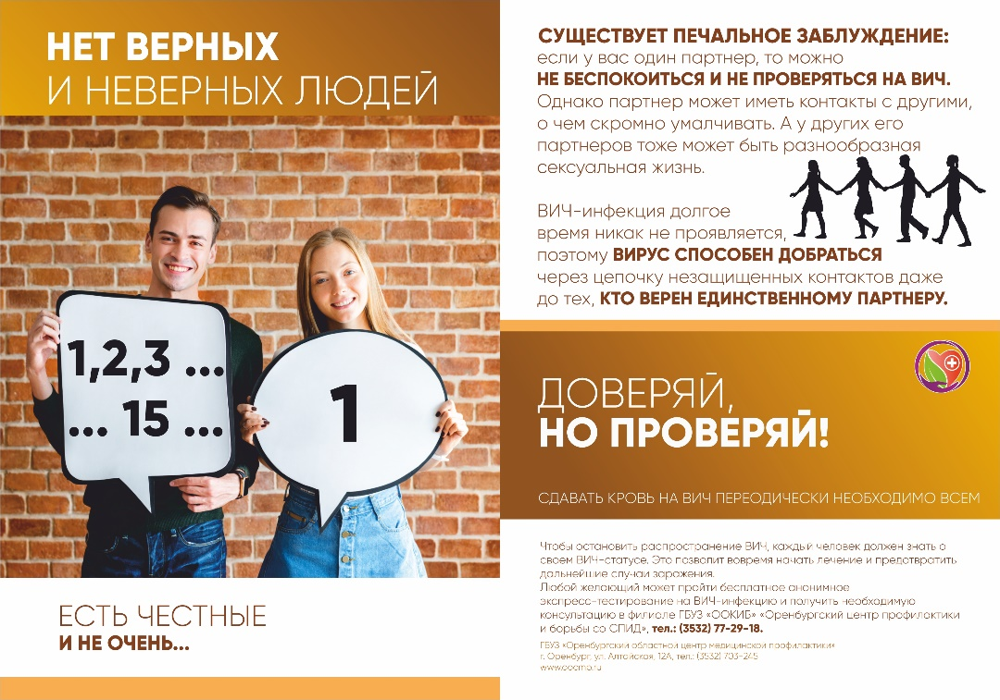 НЕТ ВЕРНЫХ
И НЕВЕРНЫХ ЛЮДЕЙ
1,2,3 ...
... 15 ...
1
ЕСТЬ ЧЕСТНЫЕ
И НЕ ОЧЕНЬ...
СУЩЕСТВУЕТ ПЕЧАЛЬНОЕ ЗАБЛУЖДЕНИЕ:
если у вас один партнер, то можно
НЕ БЕСПОКОИТЬСЯ И НЕ ПРОВЕРЯТЬСЯ НА ВИЧ.
Однако партнер может иметь контакты с другими,
о чем скромно умалчивать. А у других его
партнеров тоже может быть разнообразная
сексуальная жизнь.
ВИЧ-инфекция долгое
время никак не проявляется,
поэтому ВИРУС СПОСОБЕН ДОБРАТЬСЯ
через цепочку незащищенных контактов даже
до тех, КТО ВЕРЕН ЕДИНСТВЕННОМУ ПАРТНЕРУ.
ДОВЕРЯЙ,
НО ПРОВЕРЯЙ!
СДАВАТЬ КРОВЬ НА ВИЧ ПЕРЕОДИЧЕСКИ НЕОБХОДИМО ВСЕМ
Чтобы остановить распространение ВИЧ, каждый человек должен знать о
своем ВИЧ-статусе. Это позволит вовремя начать лечение и предотвратить
дальнейшие случаи заражения.
Любой желающий может пройти бесплатное анонимное
экспресс-тестирование на ВИЧ-инфекцию и получить необходимую
консультацию в филиале ГБУЗ «ООКИБ» «Оренбургский центр профилактики
и борьбы со СПИД», тел.: (3532) 77-29-18.
ГБУЗ «Оренбургский областной центр медицинской профилактики»
г. Оренбург, ул. Алтайская, 12А, тел.: (3532) 703-245
www.oocmp.ru